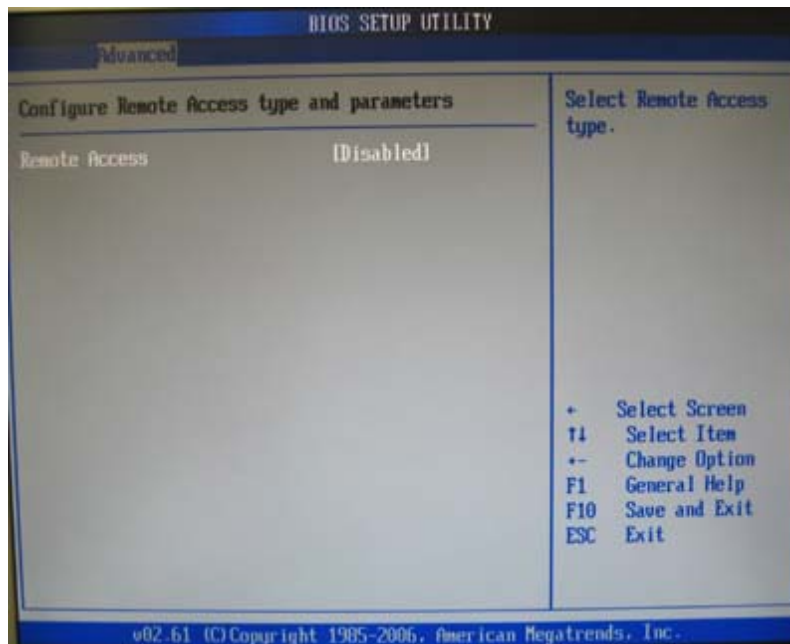 BIOS SETUP UTILITY
Advanced
Configure Remote Access type and parameters
Remote Access [Disabled]
Select Remote Access
type.
← Select Screen
↑↓ Select Item
+- Change Option
F1 General Help
F10 Save and Exit
ESC Exit
v02.61 (C)Copyright 1985-2006, American Megatrends, Inc.